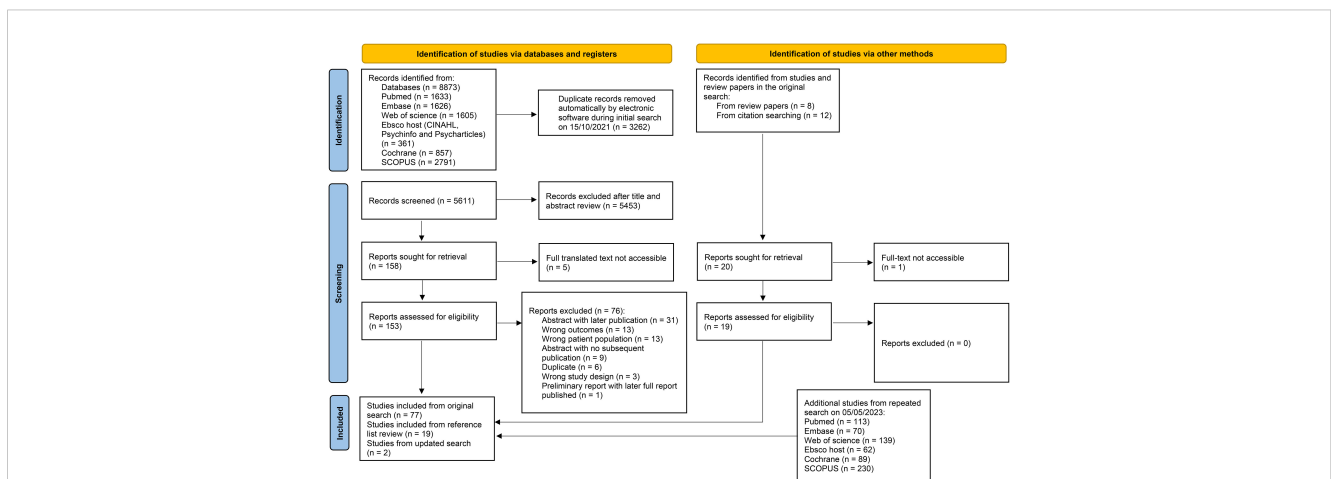 Identification of studies via databases and registers
Identification of studies via other methods
Identification
Records identified from:
Databases (n = 8873)
Pubmed (n = 1633)
Embase (n = 1626)
Web of science (n = 1605)
Ebsco host (CINAHL,
Psychinfo and Psycharticles)
(n = 361)
Cochrane (n = 857)
SCOPUS (n = 2791)
Duplicate records removed
automatically by electronic
software during initial search
on 15/10/2021 (n = 3262)
Records identified from studies and
review papers in the original
search:
From review papers (n = 8)
From citation searching (n = 12)
Screening
Records screened (n = 5611)
Records excluded after title and
abstract review (n = 5453)
Reports sought for retrieval
(n = 158)
Full translated text not accessible
(n = 5)
Reports sought for retrieval
(n = 20)
Full-text not accessible
(n = 1)
Reports assessed for eligibility
(n = 153)
Reports excluded (n = 76):
Abstract with later publication (n = 31)
Wrong outcomes (n = 13)
Wrong patient population (n = 13)
Abstract with no subsequent
publication (n = 9)
Duplicate (n = 6)
Wrong study design (n = 3)
Preliminary report with later full report
published (n = 1)
Reports assessed for eligibility
(n = 19)
Reports excluded (n = 0)
Included
Studies included from original
search (n = 77)
Studies included from reference
list review (n = 19)
Studies from updated search
(n = 2)
Additional studies from repeated
search on 05/05/2023:
Pubmed (n = 113)
Embase (n = 70)
Web of science (n = 139)
Ebsco host (n = 62)
Cochrane (n = 89)
SCOPUS (n = 230)